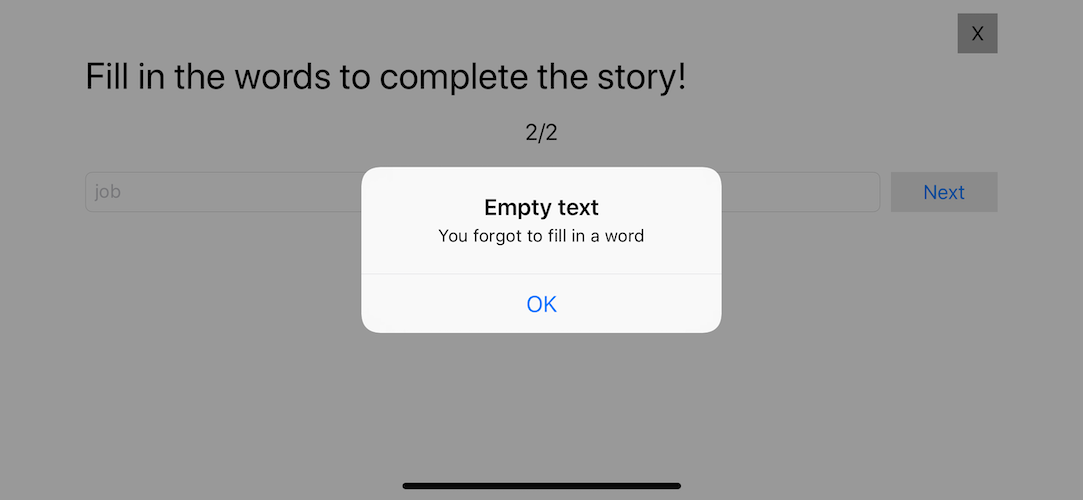 X
Fill in the words to complete the story!
2/2
job
Next
Empty text
You forgot to fill in a word
OK